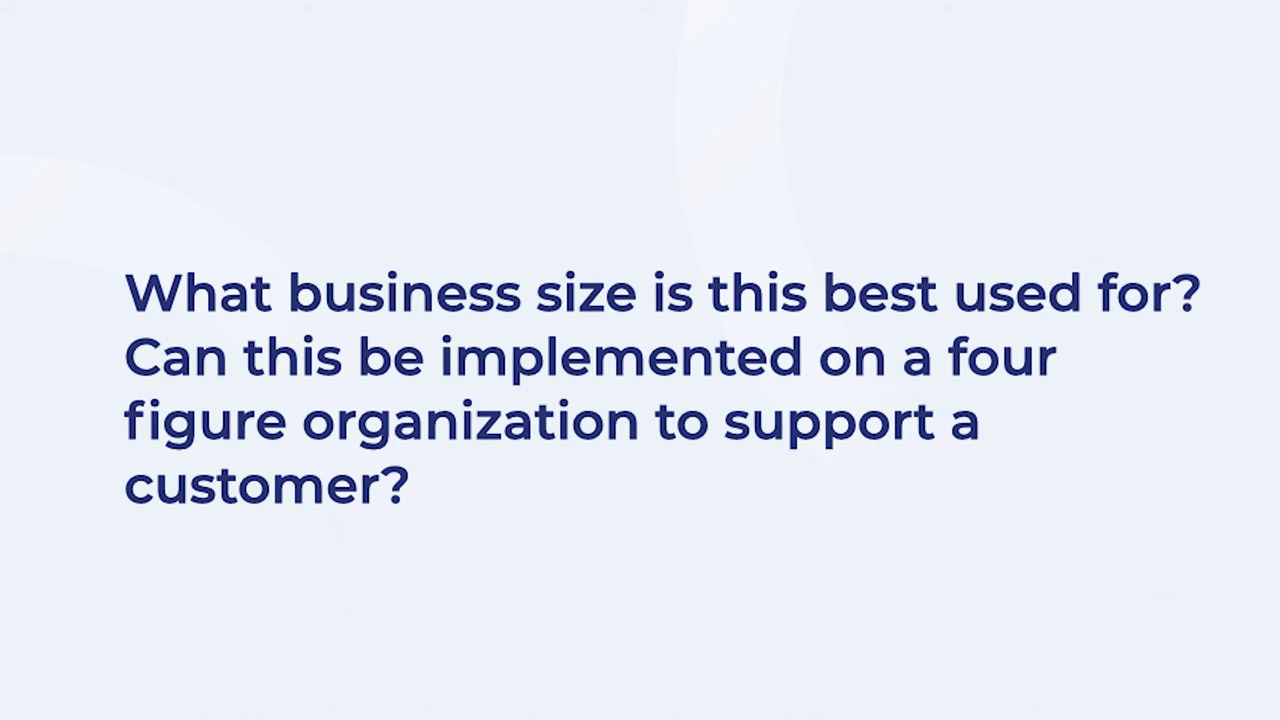 What business size is this best used for?
Can this be implemented on a four
figure organization to support a
customer?